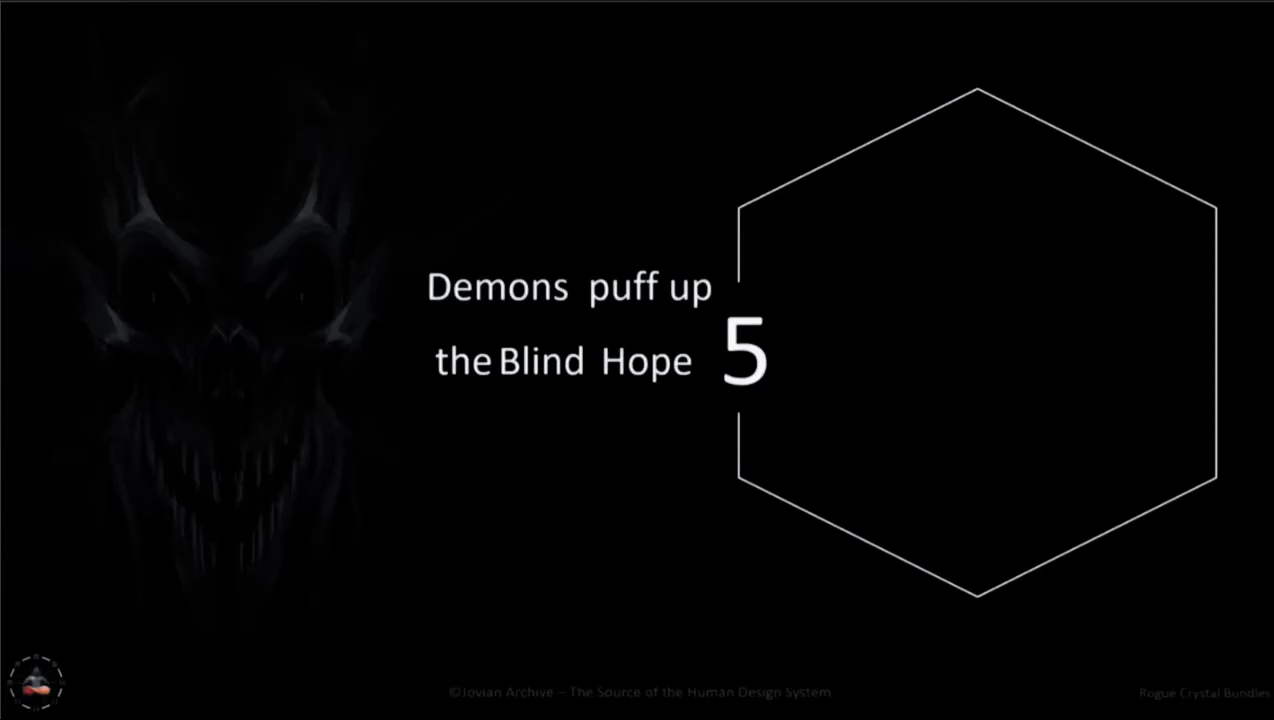 Demons puff up
the Blind Hope
5
©Jovian Archive – The Source of the Human Design System
Rogue Crystal Bundles